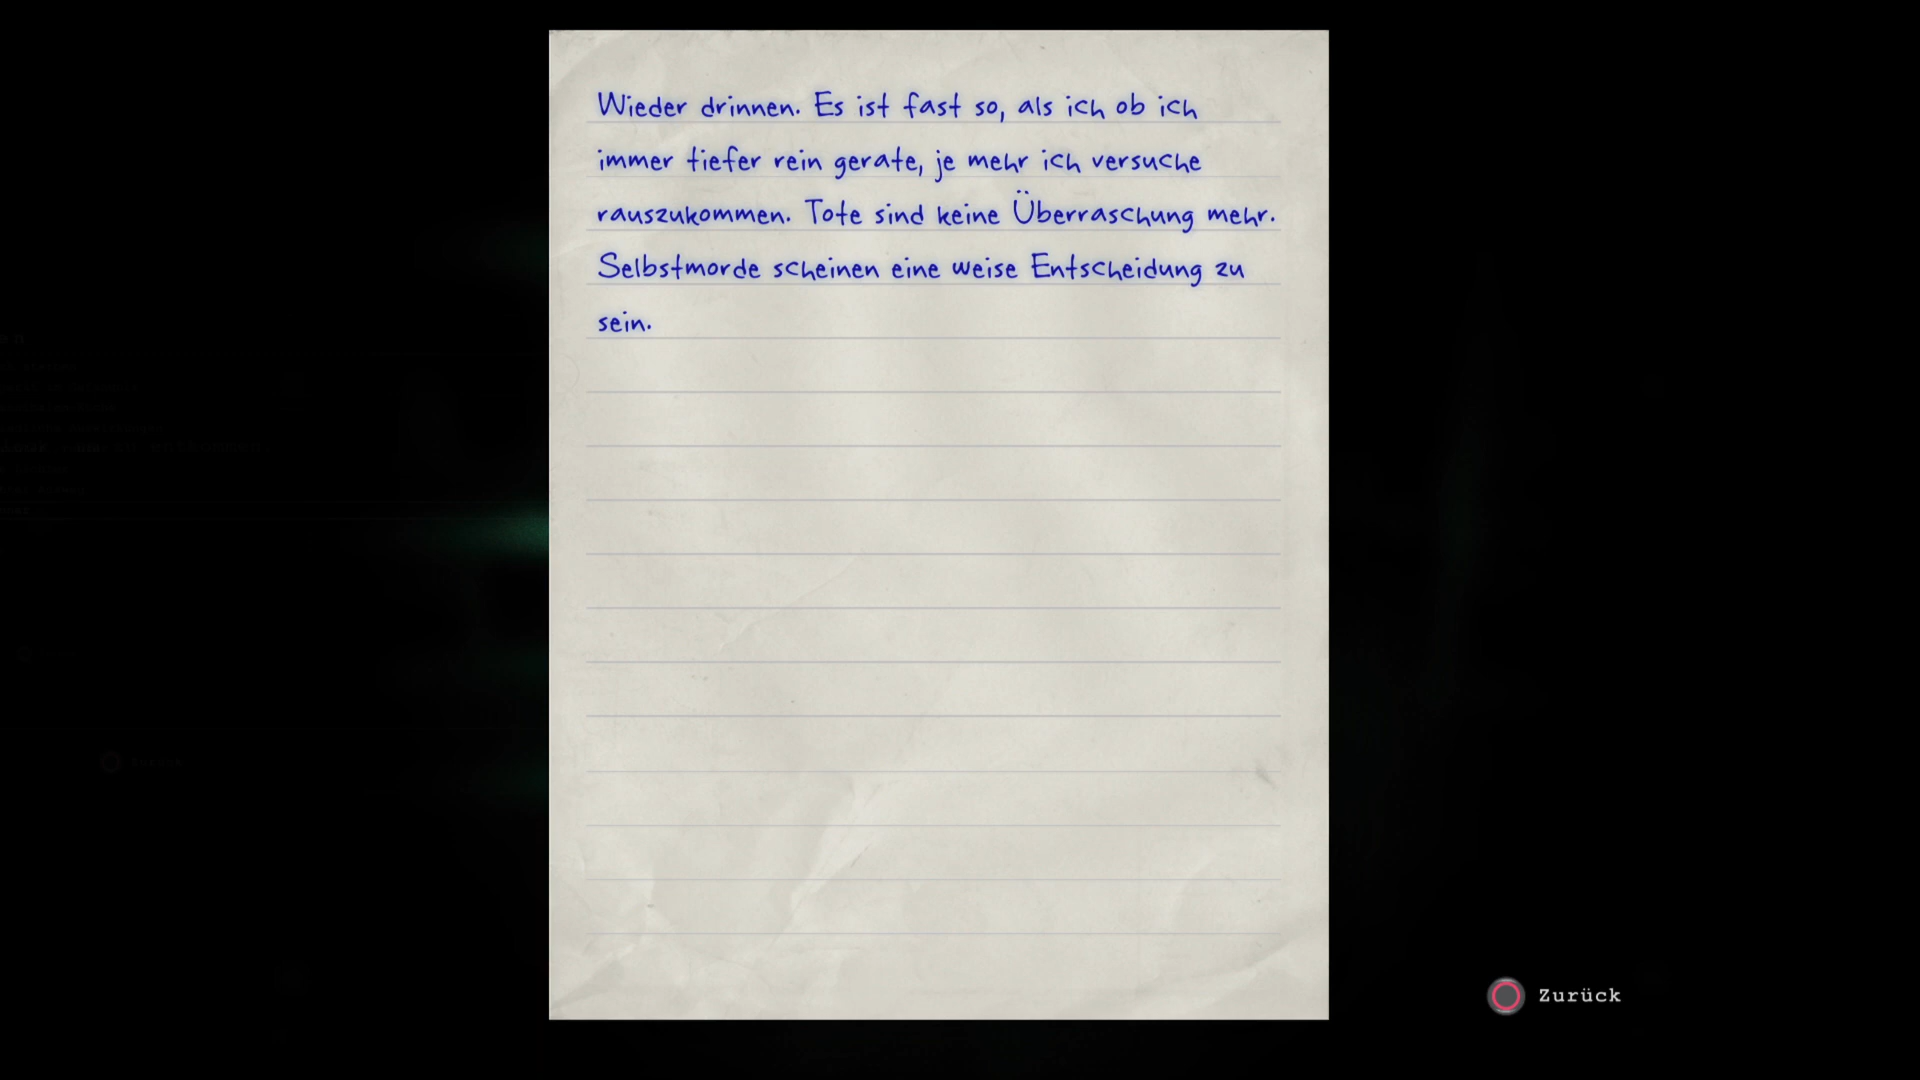 Wieder drinnen. Es ist fast so, als ich ob ich
immer tiefer rein gerate, je mehr ich versuche
rauszukommen. Tote sind keine Überraschung mehr.
Selbstmorde scheinen eine weise Entscheidung zu
sein.
Zurück
Zurück